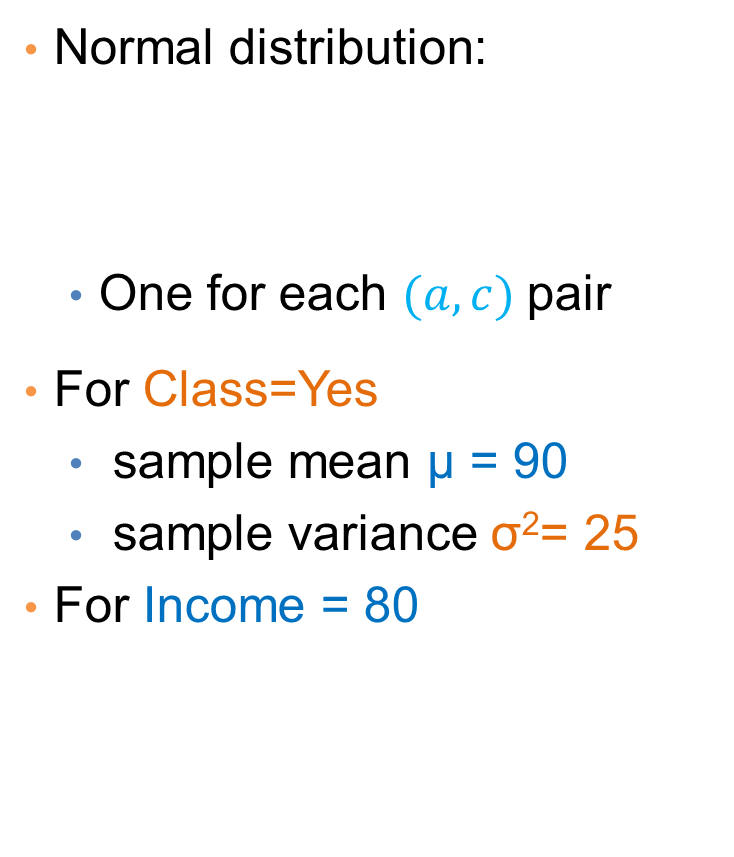 • Normal distribution:
• One for each (a, c) pair
• For Class=Yes
• sample mean μ = 90
• sample variance σ²= 25
• For Income = 80